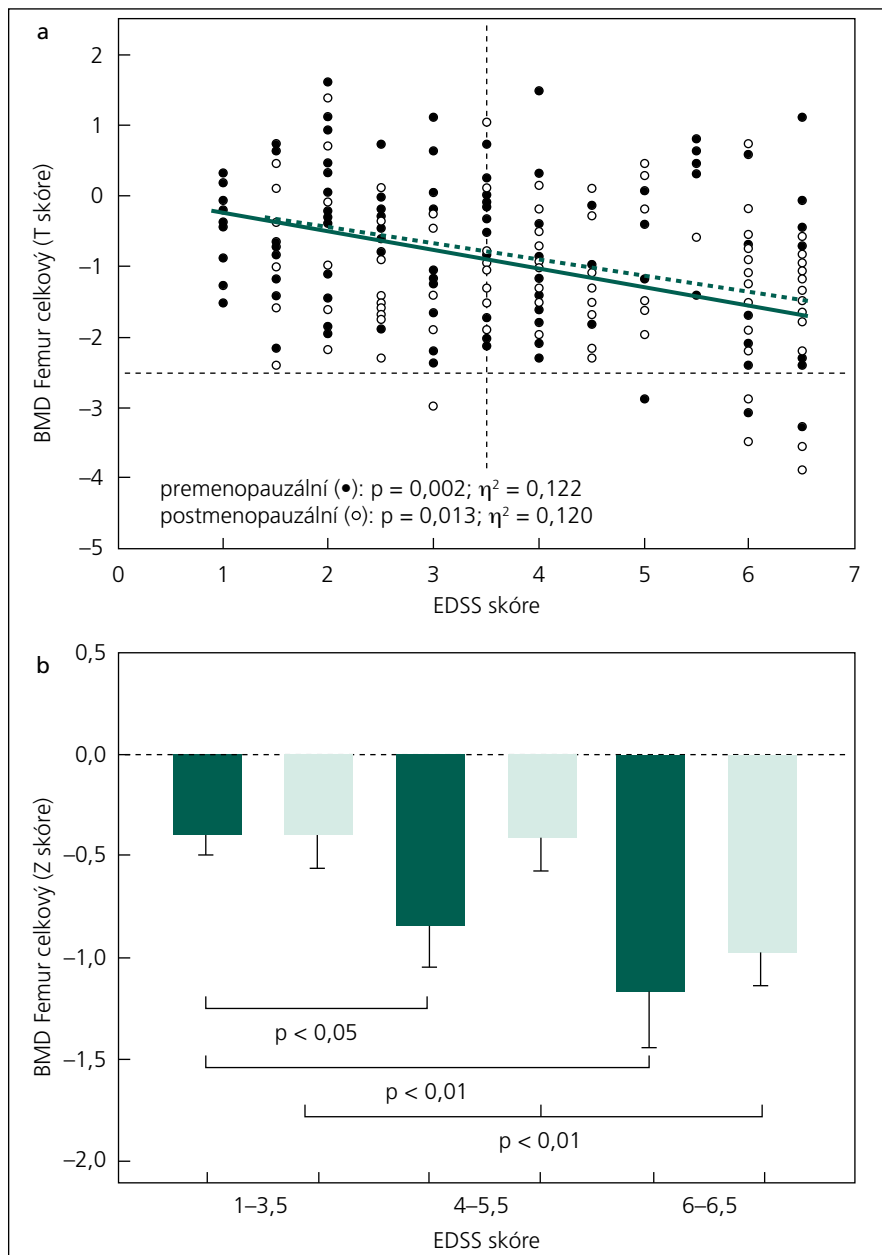 a
BMD Femur celkový (T skóre)
2
1
0
–1
–2
–3
–4
–5
premenopauzální (•): p = 0,002; η² = 0,122
postmenopauzální (○): p = 0,013; η² = 0,120
0 1 2 3 4 5 6 7
EDSS skóre
b
BMD Femur celkový (Z skóre)
0,5
0,0
–0,5
–1,0
–1,5
–2,0
p < 0,05
p < 0,01
p < 0,01
1–3,5 4–5,5 6–6,5
EDSS skóre